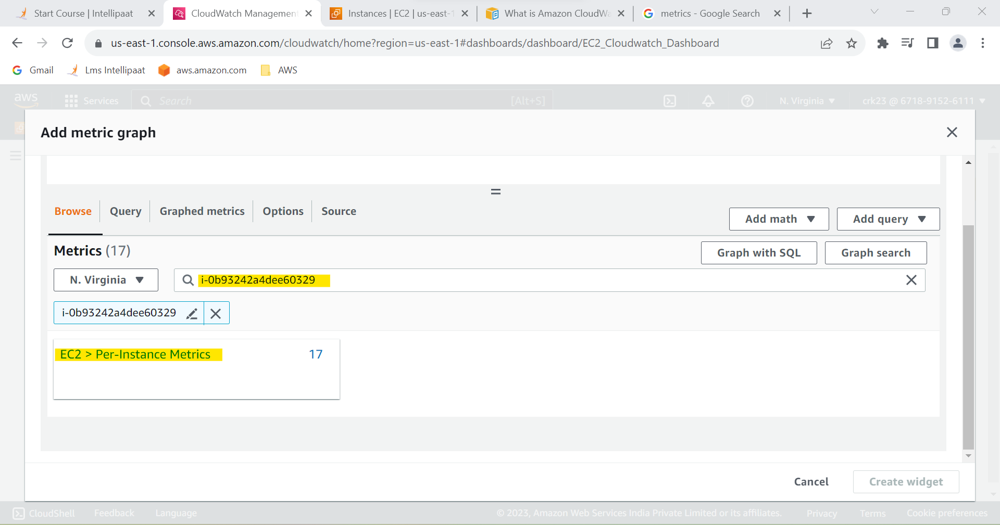 Start Course | Intellipaat
CloudWatch Management
Instances | EC2 | us-east-1
What is Amazon CloudWa
metrics - Google Search
us-east-1.console.aws.amazon.com/cloudwatch/home?region=us-east-1#dashboards/dashboard/EC2_Cloudwatch_Dashboard
Gmail
Lms Intellipaat
aws.amazon.com
AWS
aws
Services
Search
[Alt+S]
N. Virginia
crk23 @ 6718-9152-6111
Add metric graph
Browse
Query
Graphed metrics
Options
Source
Add math
Add query
Metrics (17)
Graph with SQL
Graph search
N. Virginia
i-0b93242a4dee60329
i-0b93242a4dee60329
EC2 > Per-Instance Metrics
17
Cancel
Create widget
CloudShell
Feedback
Language
© 2023, Amazon Web Services India Private Limited or its affiliates.
Privacy
Terms
Cookie preferences